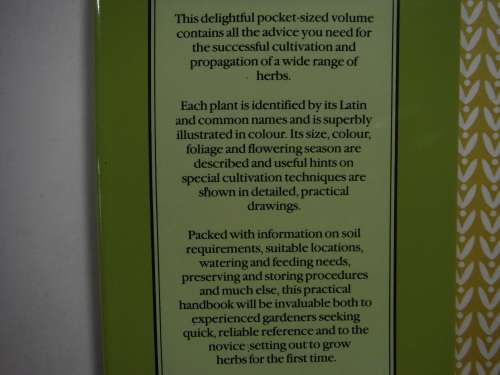 This delightful pocket-sized volume
contains all the advice you need for
the successful cultivation and
propagation of a wide range of
herbs.
Each plant is identified by its Latin
and common names and is superbly
illustrated in colour. Its size, colour,
foliage and flowering season are
described and useful hints on
special cultivation techniques are
shown in detailed, practical
drawings.
Packed with information on soil
requirements, suitable locations,
watering and feeding needs,
preserving and storing procedures
and much else, this practical
handbook will be invaluable both to
experienced gardeners seeking
quick, reliable reference and to the
novice setting out to grow
herbs for the first time.